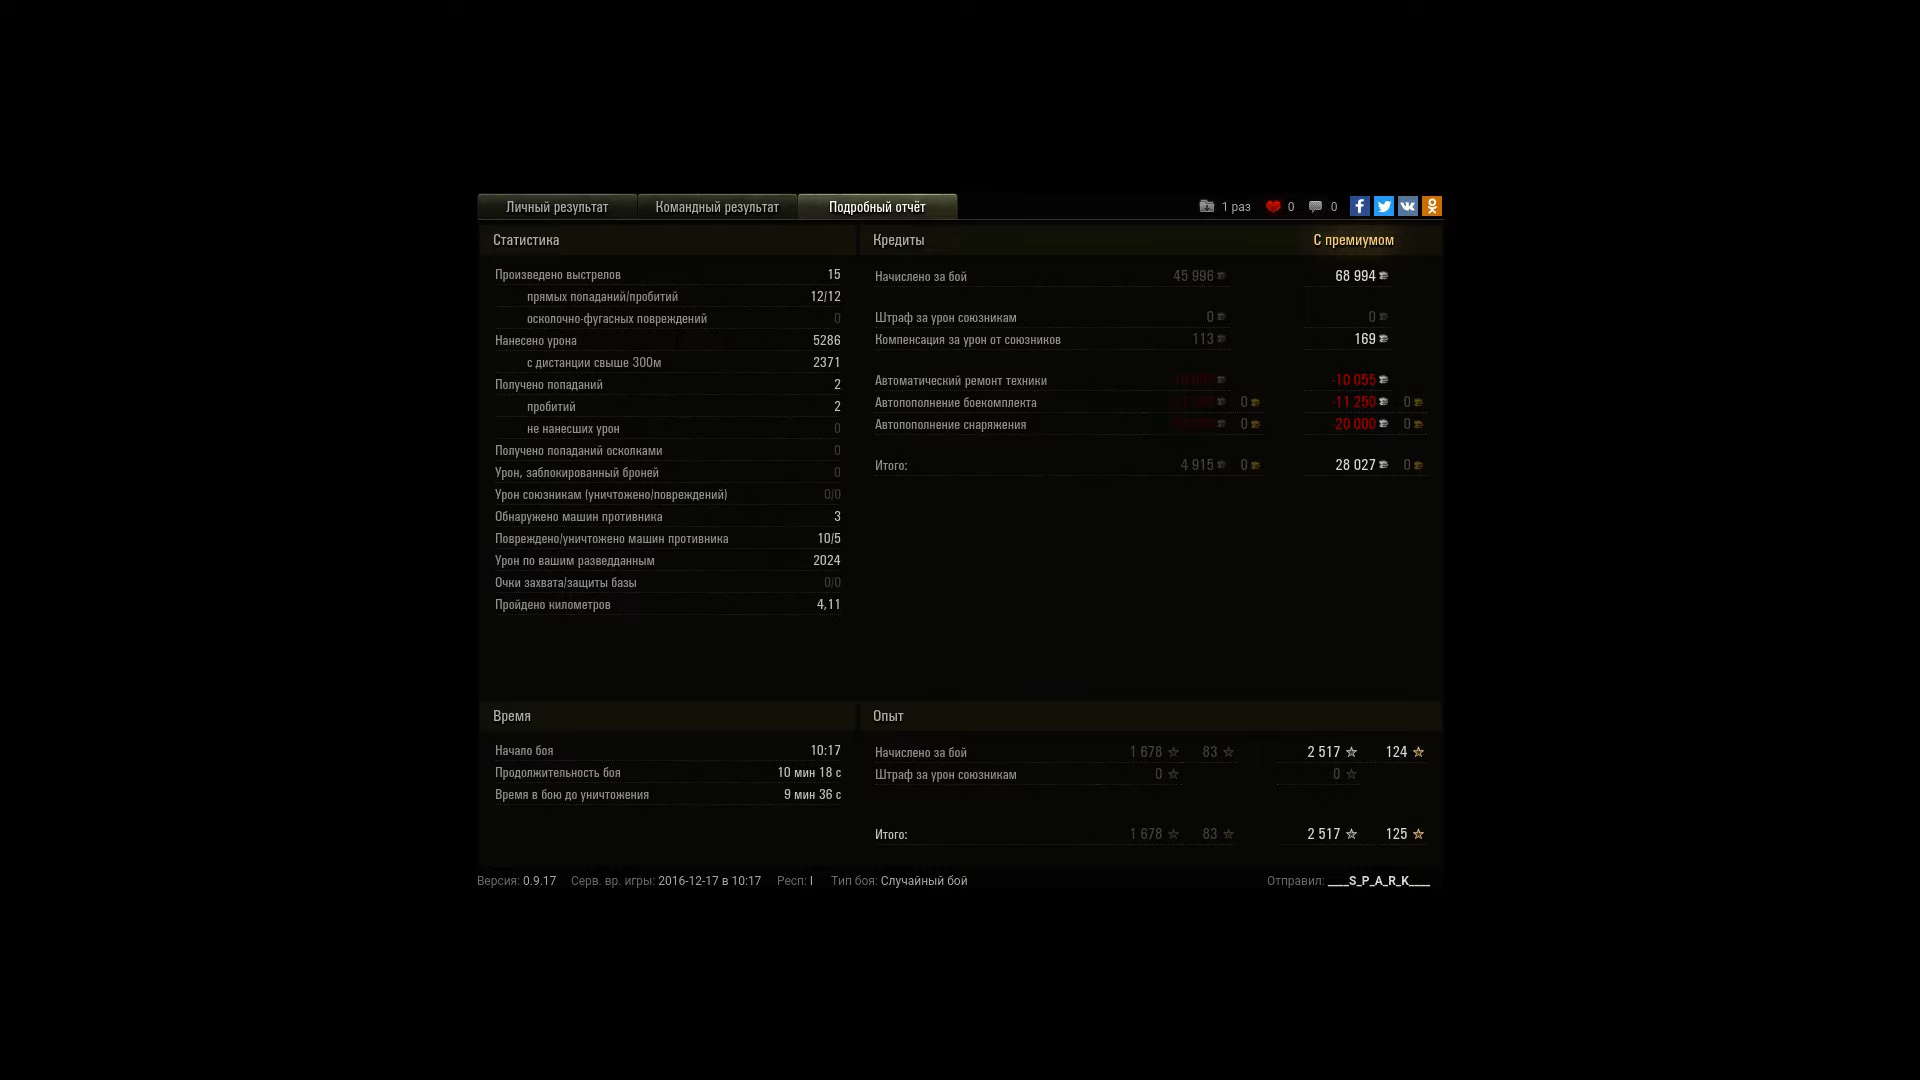 Личный результат Командный результат Подробный отчёт 1 раз 0 0
Статистика
Произведено выстрелов 15
прямых попаданий/пробитий 12/12
осколочно-фугасных повреждений 0
Нанесено урона 5286
с дистанции свыше 300м 2371
Получено попаданий 2
пробитий 2
не нанесших урон 0
Получено попаданий осколками 0
Урон, заблокированный броней 0
Урон союзникам (уничтожено/повреждений) 0/0
Обнаружено машин противника 3
Повреждено/уничтожено машин противника 10/5
Урон по вашим разведданным 2024
Очки захвата/защиты базы 0/0
Пройдено километров 4,11
Кредиты С премиумом
Начислено за бой 45 996 68 994
Штраф за урон союзникам 0 0
Компенсация за урон от союзников 113 169
Автоматический ремонт техники -10 055
Автопополнение боекомплекта 0 -11 250 0
Автопополнение снаряжения 0 -20 000 0
Итого: 4 915 0 28 027 0
Время
Начало боя 10:17
Продолжительность боя 10 мин 18 с
Время в бою до уничтожения 9 мин 36 с
Опыт
Начислено за бой 1 678 83 2 517 124
Штраф за урон союзникам 0 0
Итого: 1 678 83 2 517 125
Версия: 0.9.17 Серв. вр. игры: 2016-12-17 в 10:17 Респ: I Тип боя: Случайный бой Отправил: ____S_P_A_R_K____